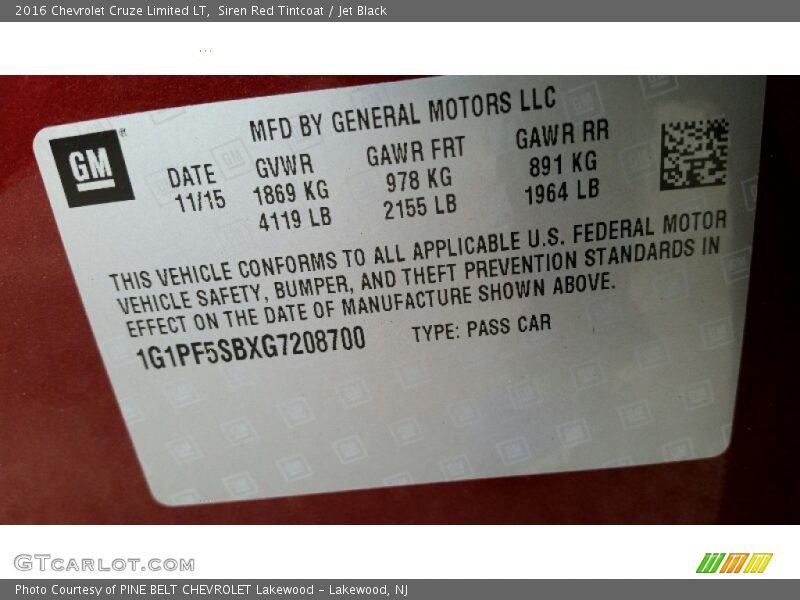 2016 Chevrolet Cruze Limited LT, Siren Red Tintcoat / Jet Black
MFD BY GENERAL MOTORS LLC
GM ®
DATE GVWR GAWR FRT GAWR RR
11/15 1869 KG 978 KG 891 KG
4119 LB 2155 LB 1964 LB
THIS VEHICLE CONFORMS TO ALL APPLICABLE U.S. FEDERAL MOTOR
VEHICLE SAFETY, BUMPER, AND THEFT PREVENTION STANDARDS IN
EFFECT ON THE DATE OF MANUFACTURE SHOWN ABOVE.
1G1PF5SBXG7208700 TYPE: PASS CAR
GTCARLOT.COM
Photo Courtesy of PINE BELT CHEVROLET Lakewood - Lakewood, NJ